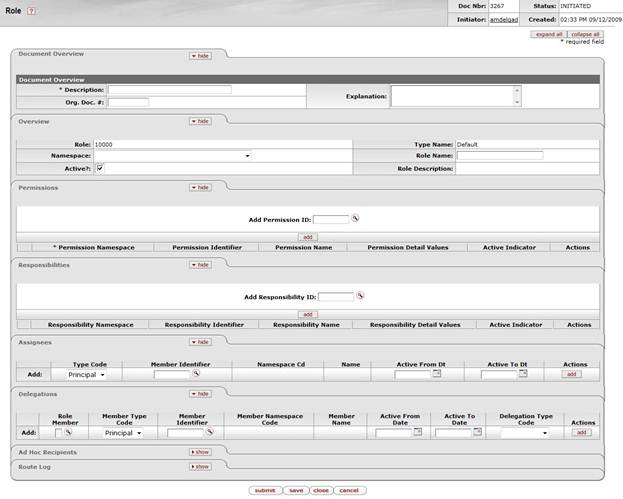 Role ?
Doc Nbr: 3267 Status: INITIATED
Initiator: amdelgad Created: 02:33 PM 09/12/2009
expand all collapse all
* required field
Document Overview hide
Document Overview
* Description: Explanation:
Org. Doc. #:
Overview hide
Role: 10000 Type Name: Default
Namespace: Role Name:
Active?: Role Description:
Permissions hide
Add Permission ID:
add
* Permission Namespace Permission Identifier Permission Name Permission Detail Values Active Indicator Actions
Responsibilities hide
Add Responsibility ID:
add
Responsibility Namespace Responsibility Identifier Responsibility Name Responsibility Detail Values Active Indicator Actions
Assignees hide
Type Code Member Identifier Namespace Cd Name Active From Dt Active To Dt Actions
Add: Principal add
Delegations hide
Role Member Member Type Code Member Identifier Member Namespace Code Member Name Active From Date Active To Date Delegation Type Code Actions
Add: Principal add
Ad Hoc Recipients show
Route Log show
submit save close cancel